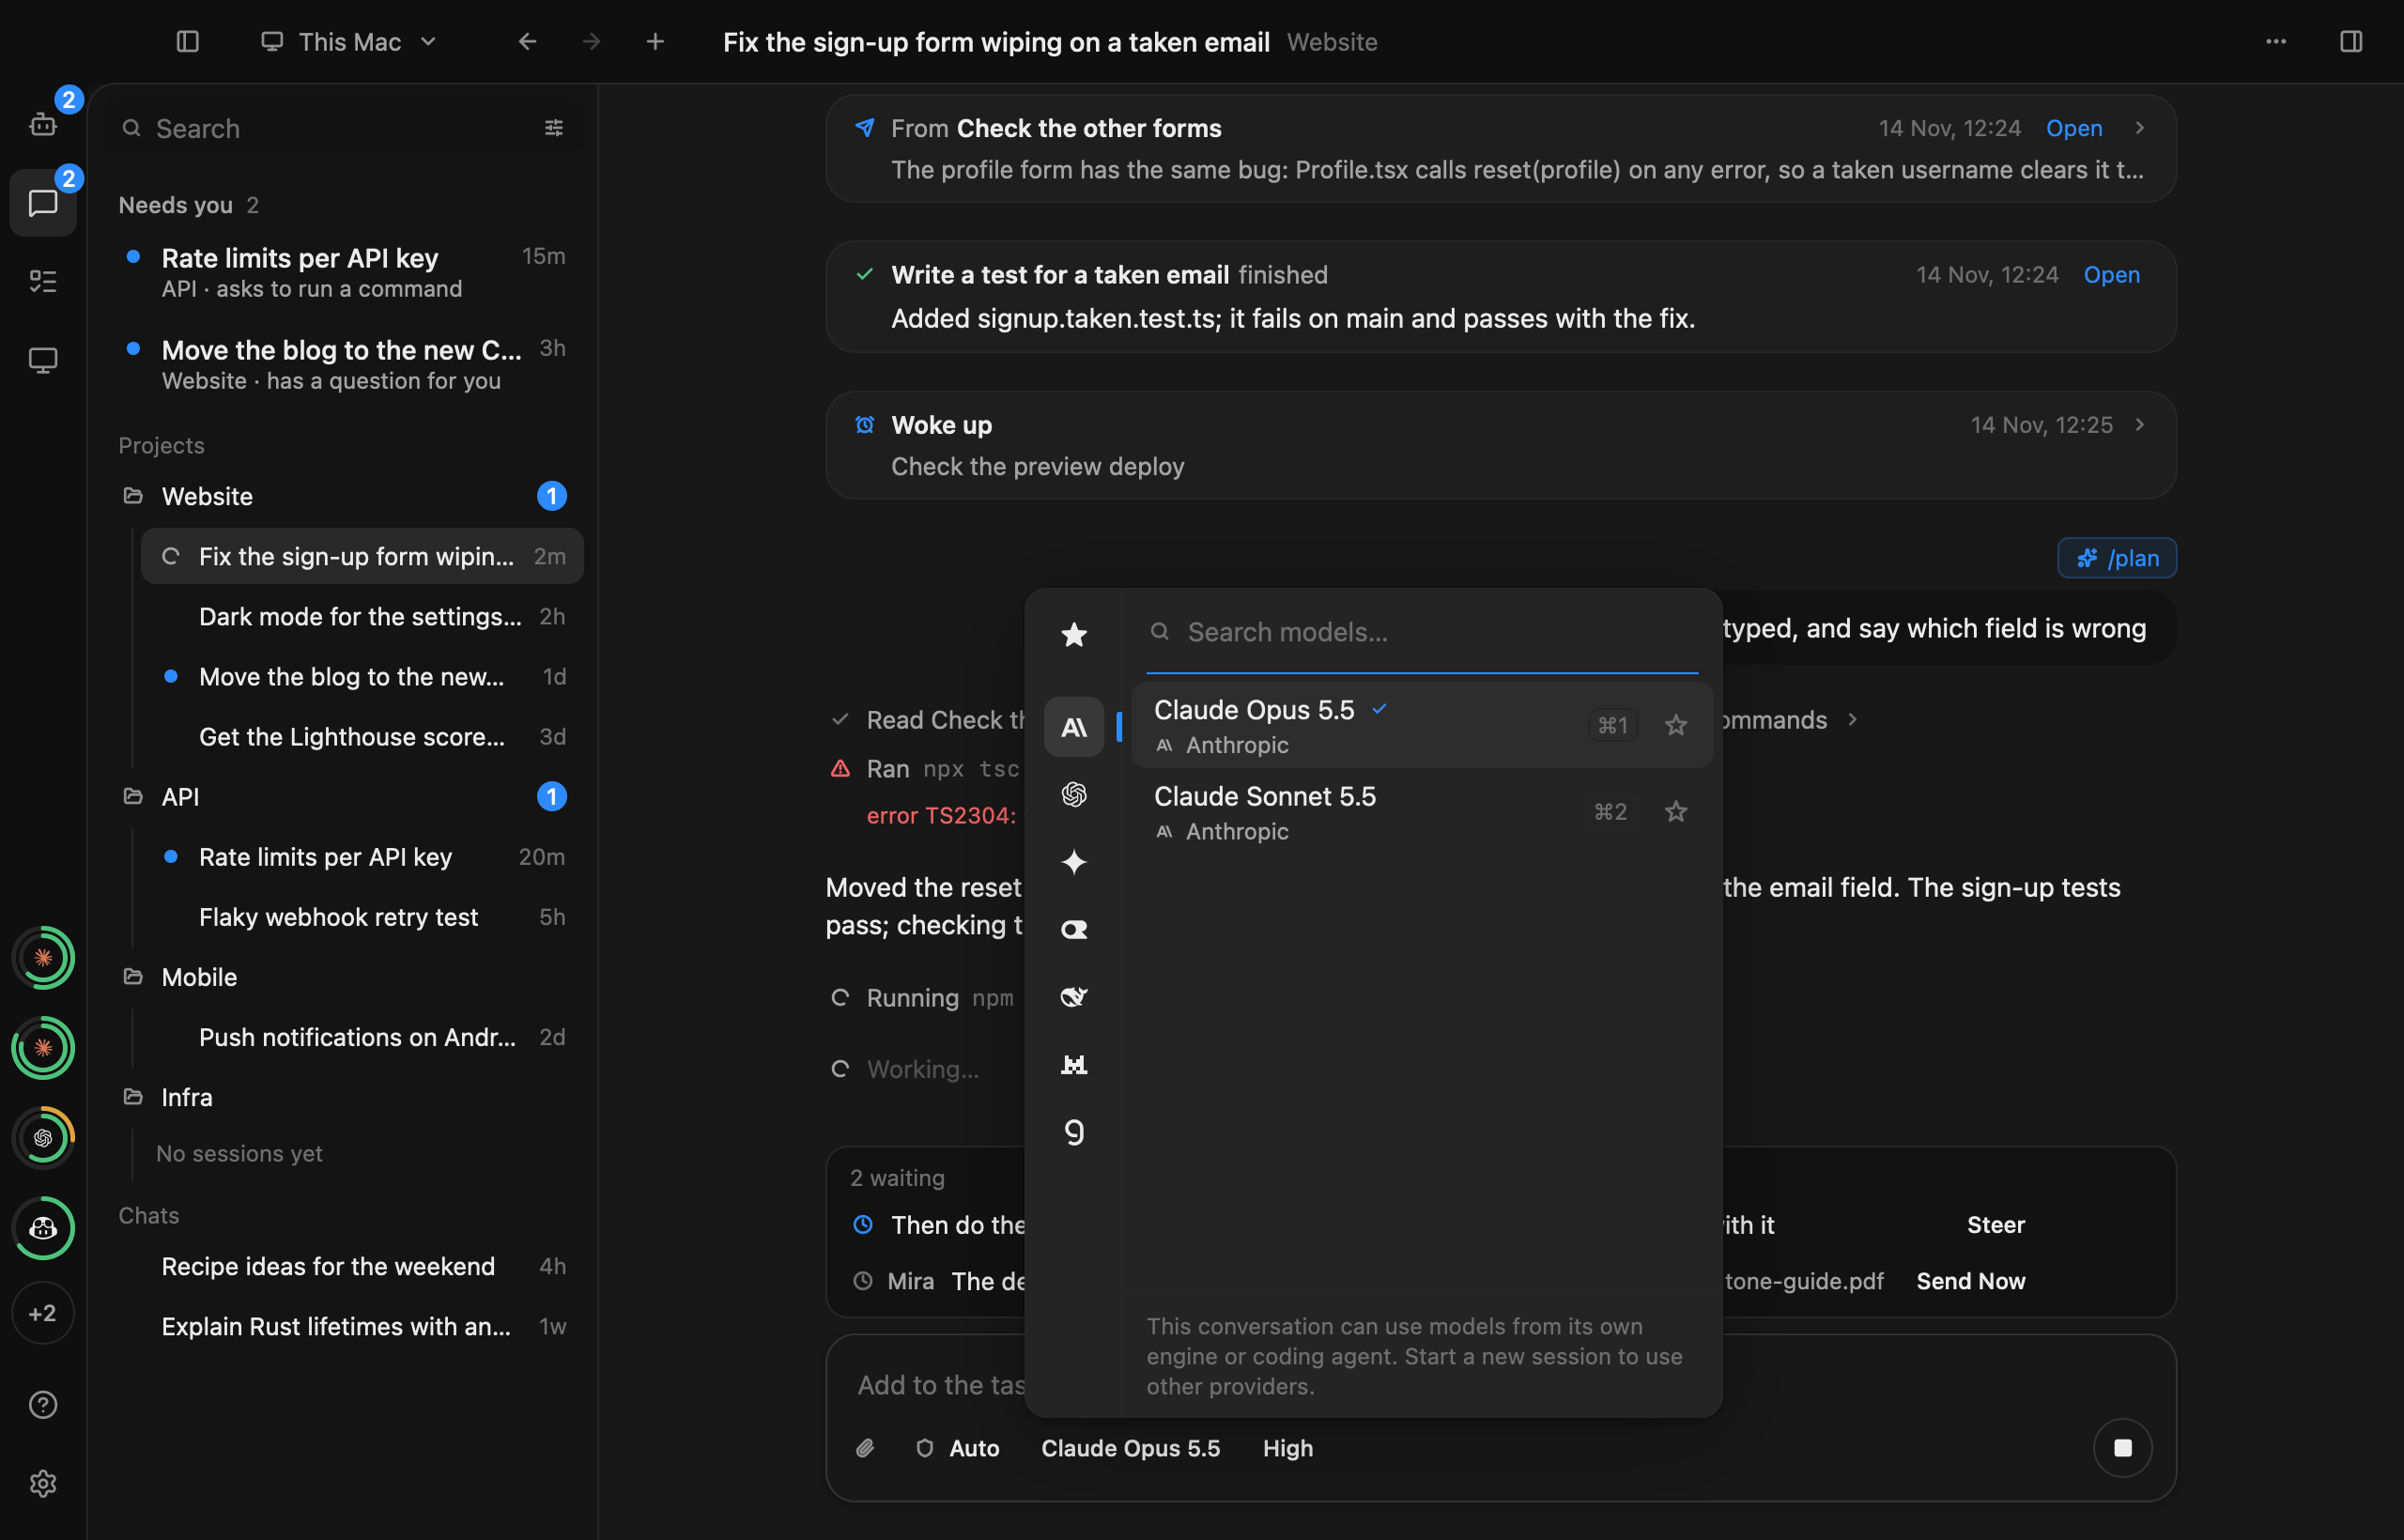 This Mac
Fix the sign-up form wiping on a taken email Website
2
2
Search
Needs you 2
Rate limits per API key 15m
API · asks to run a command
Move the blog to the new C... 3h
Website · has a question for you
Projects
Website 1
Fix the sign-up form wipin... 2m
Dark mode for the settings... 2h
Move the blog to the new... 1d
Get the Lighthouse score... 3d
API 1
Rate limits per API key 20m
Flaky webhook retry test 5h
Mobile
Push notifications on Andr... 2d
Infra
No sessions yet
Chats
Recipe ideas for the weekend 4h
Explain Rust lifetimes with an... 1w
+2
From Check the other forms 14 Nov, 12:24 Open
The profile form has the same bug: Profile.tsx calls reset(profile) on any error, so a taken username clears it t...
Write a test for a taken email finished 14 Nov, 12:24 Open
Added signup.taken.test.ts; it fails on main and passes with the fix.
Woke up 14 Nov, 12:25
Check the preview deploy
/plan
typed, and say which field is wrong
Read Check th
ommands
Ran npx tsc
error TS2304:
Moved the reset
the email field. The sign-up tests
pass; checking t
Running npm
Working...
2 waiting
Then do the
ith it Steer
Mira The de
tone-guide.pdf Send Now
Add to the tas
Auto Claude Opus 5.5 High
Search models...
Claude Opus 5.5 ⌘1
Anthropic
Claude Sonnet 5.5 ⌘2
Anthropic
This conversation can use models from its own
engine or coding agent. Start a new session to use
other providers.